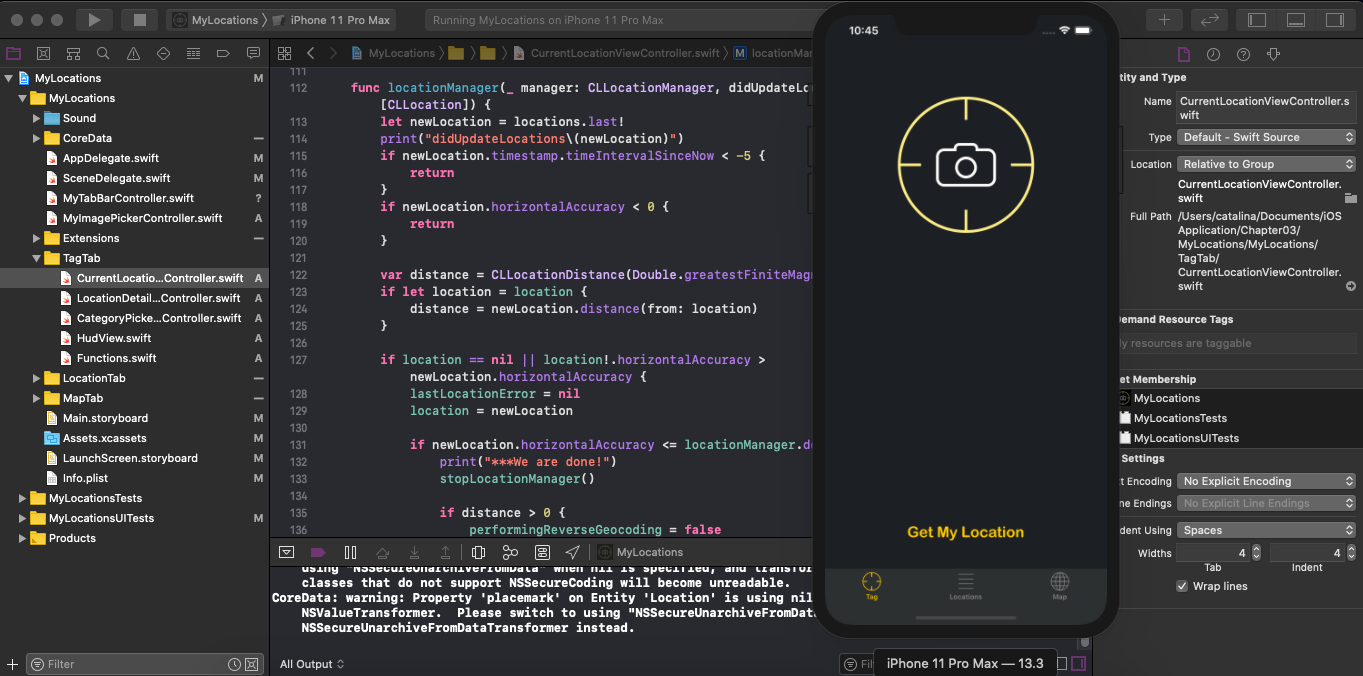 MyLocations
iPhone 11 Pro Max
Running MyLocations on iPhone 11 Pro Max
MyLocations
M
MyLocations
Sound
CoreData
AppDelegate.swift
M
SceneDelegate.swift
M
MyTabBarController.swift
?
MyImagePickerController.swift
A
Extensions
TagTab
CurrentLocatio...Controller.swift
A
LocationDetail...Controller.swift
A
CategoryPicke...Controller.swift
A
HudView.swift
A
Functions.swift
A
LocationTab
MapTab
Main.storyboard
M
Assets.xcassets
M
LaunchScreen.storyboard
M
Info.plist
M
MyLocationsTests
MyLocationsUITests
M
Products
Filter
MyLocations
CurrentLocationViewController.swift
M
locationMan
111
112 func locationManager(_ manager: CLLocationManager, didUpdateLo
[CLLocation]) {
113 let newLocation = locations.last!
114 print("didUpdateLocations\(newLocation)")
115 if newLocation.timestamp.timeIntervalSinceNow < -5 {
116 return
117 }
118 if newLocation.horizontalAccuracy < 0 {
119 return
120 }
121
122 var distance = CLLocationDistance(Double.greatestFiniteMagn
123 if let location = location {
124 distance = newLocation.distance(from: location)
125 }
126
127 if location == nil || location!.horizontalAccuracy >
newLocation.horizontalAccuracy {
128 lastLocationError = nil
129 location = newLocation
130
131 if newLocation.horizontalAccuracy <= locationManager.de
132 print("***We are done!")
133 stopLocationManager()
134
135 if distance > 0 {
136 performingReverseGeocoding = false
MyLocations
using "NSSecureUnarchiveFromData" when nil is specified, and transfor
classes that do not support NSSecureCoding will become unreadable.
CoreData: warning: Property 'placemark' on Entity 'Location' is using nil
NSValueTransformer. Please switch to using "NSSecureUnarchiveFromData
NSSecureUnarchiveFromDataTransformer instead.
All Output
Fil
10:45
Get My Location
Tag
Locations
Map
iPhone 11 Pro Max — 13.3
tity and Type
Name
CurrentLocationViewController.s
wift
Type
Default - Swift Source
Location
Relative to Group
CurrentLocationViewController.
swift
Full Path
/Users/catalina/Documents/iOS
Application/Chapter03/
MyLocations/MyLocations/
TagTab/
CurrentLocationViewController.
swift
Demand Resource Tags
ly resources are taggable
et Membership
MyLocations
MyLocationsTests
MyLocationsUITests
Settings
t Encoding
No Explicit Encoding
ne Endings
No Explicit Line Endings
dent Using
Spaces
Widths
4
4
Tab
Indent
Wrap lines